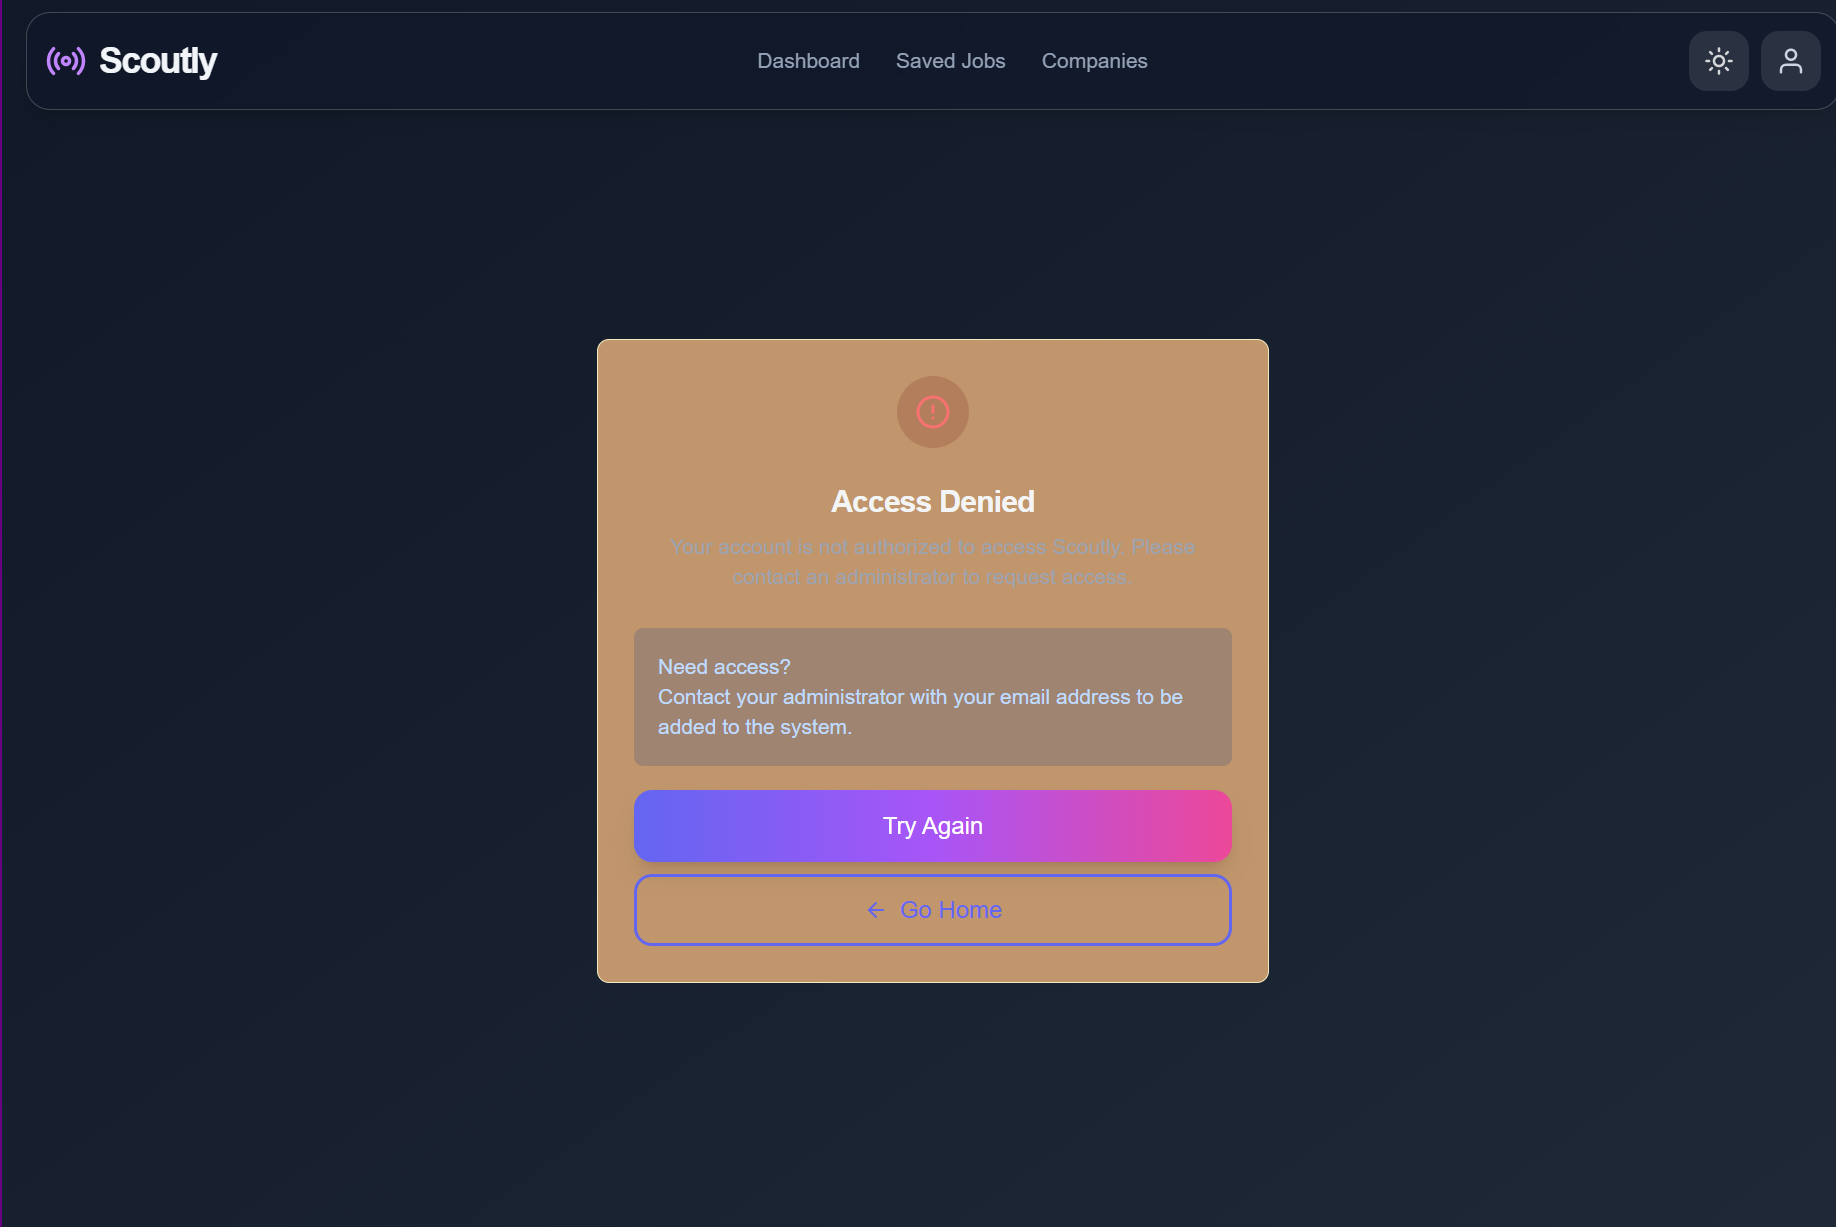 Scoutly
Dashboard Saved Jobs Companies
Access Denied
Your account is not authorized to access Scoutly. Please
contact an administrator to request access.
Need access?
Contact your administrator with your email address to be
added to the system.
Try Again
Go Home